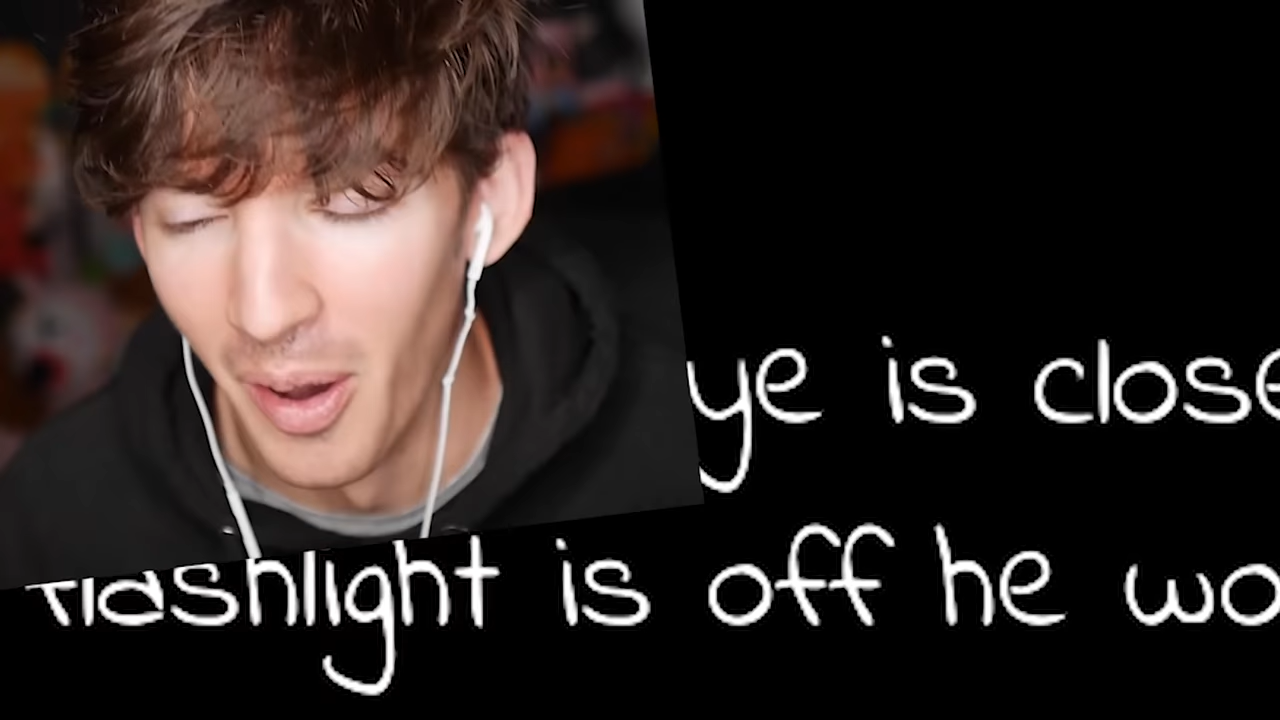 ye is close
flashlight is off he wo